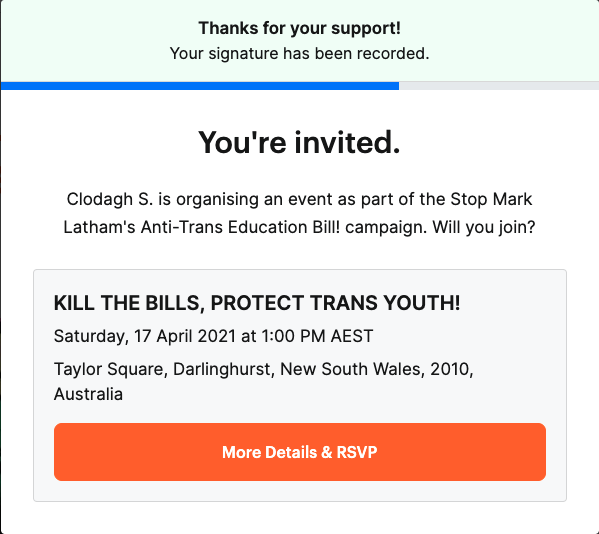 Thanks for your support!
Your signature has been recorded.
You're invited.
Clodagh S. is organising an event as part of the Stop Mark
Latham's Anti-Trans Education Bill! campaign. Will you join?
KILL THE BILLS, PROTECT TRANS YOUTH!
Saturday, 17 April 2021 at 1:00 PM AEST
Taylor Square, Darlinghurst, New South Wales, 2010,
Australia
More Details & RSVP